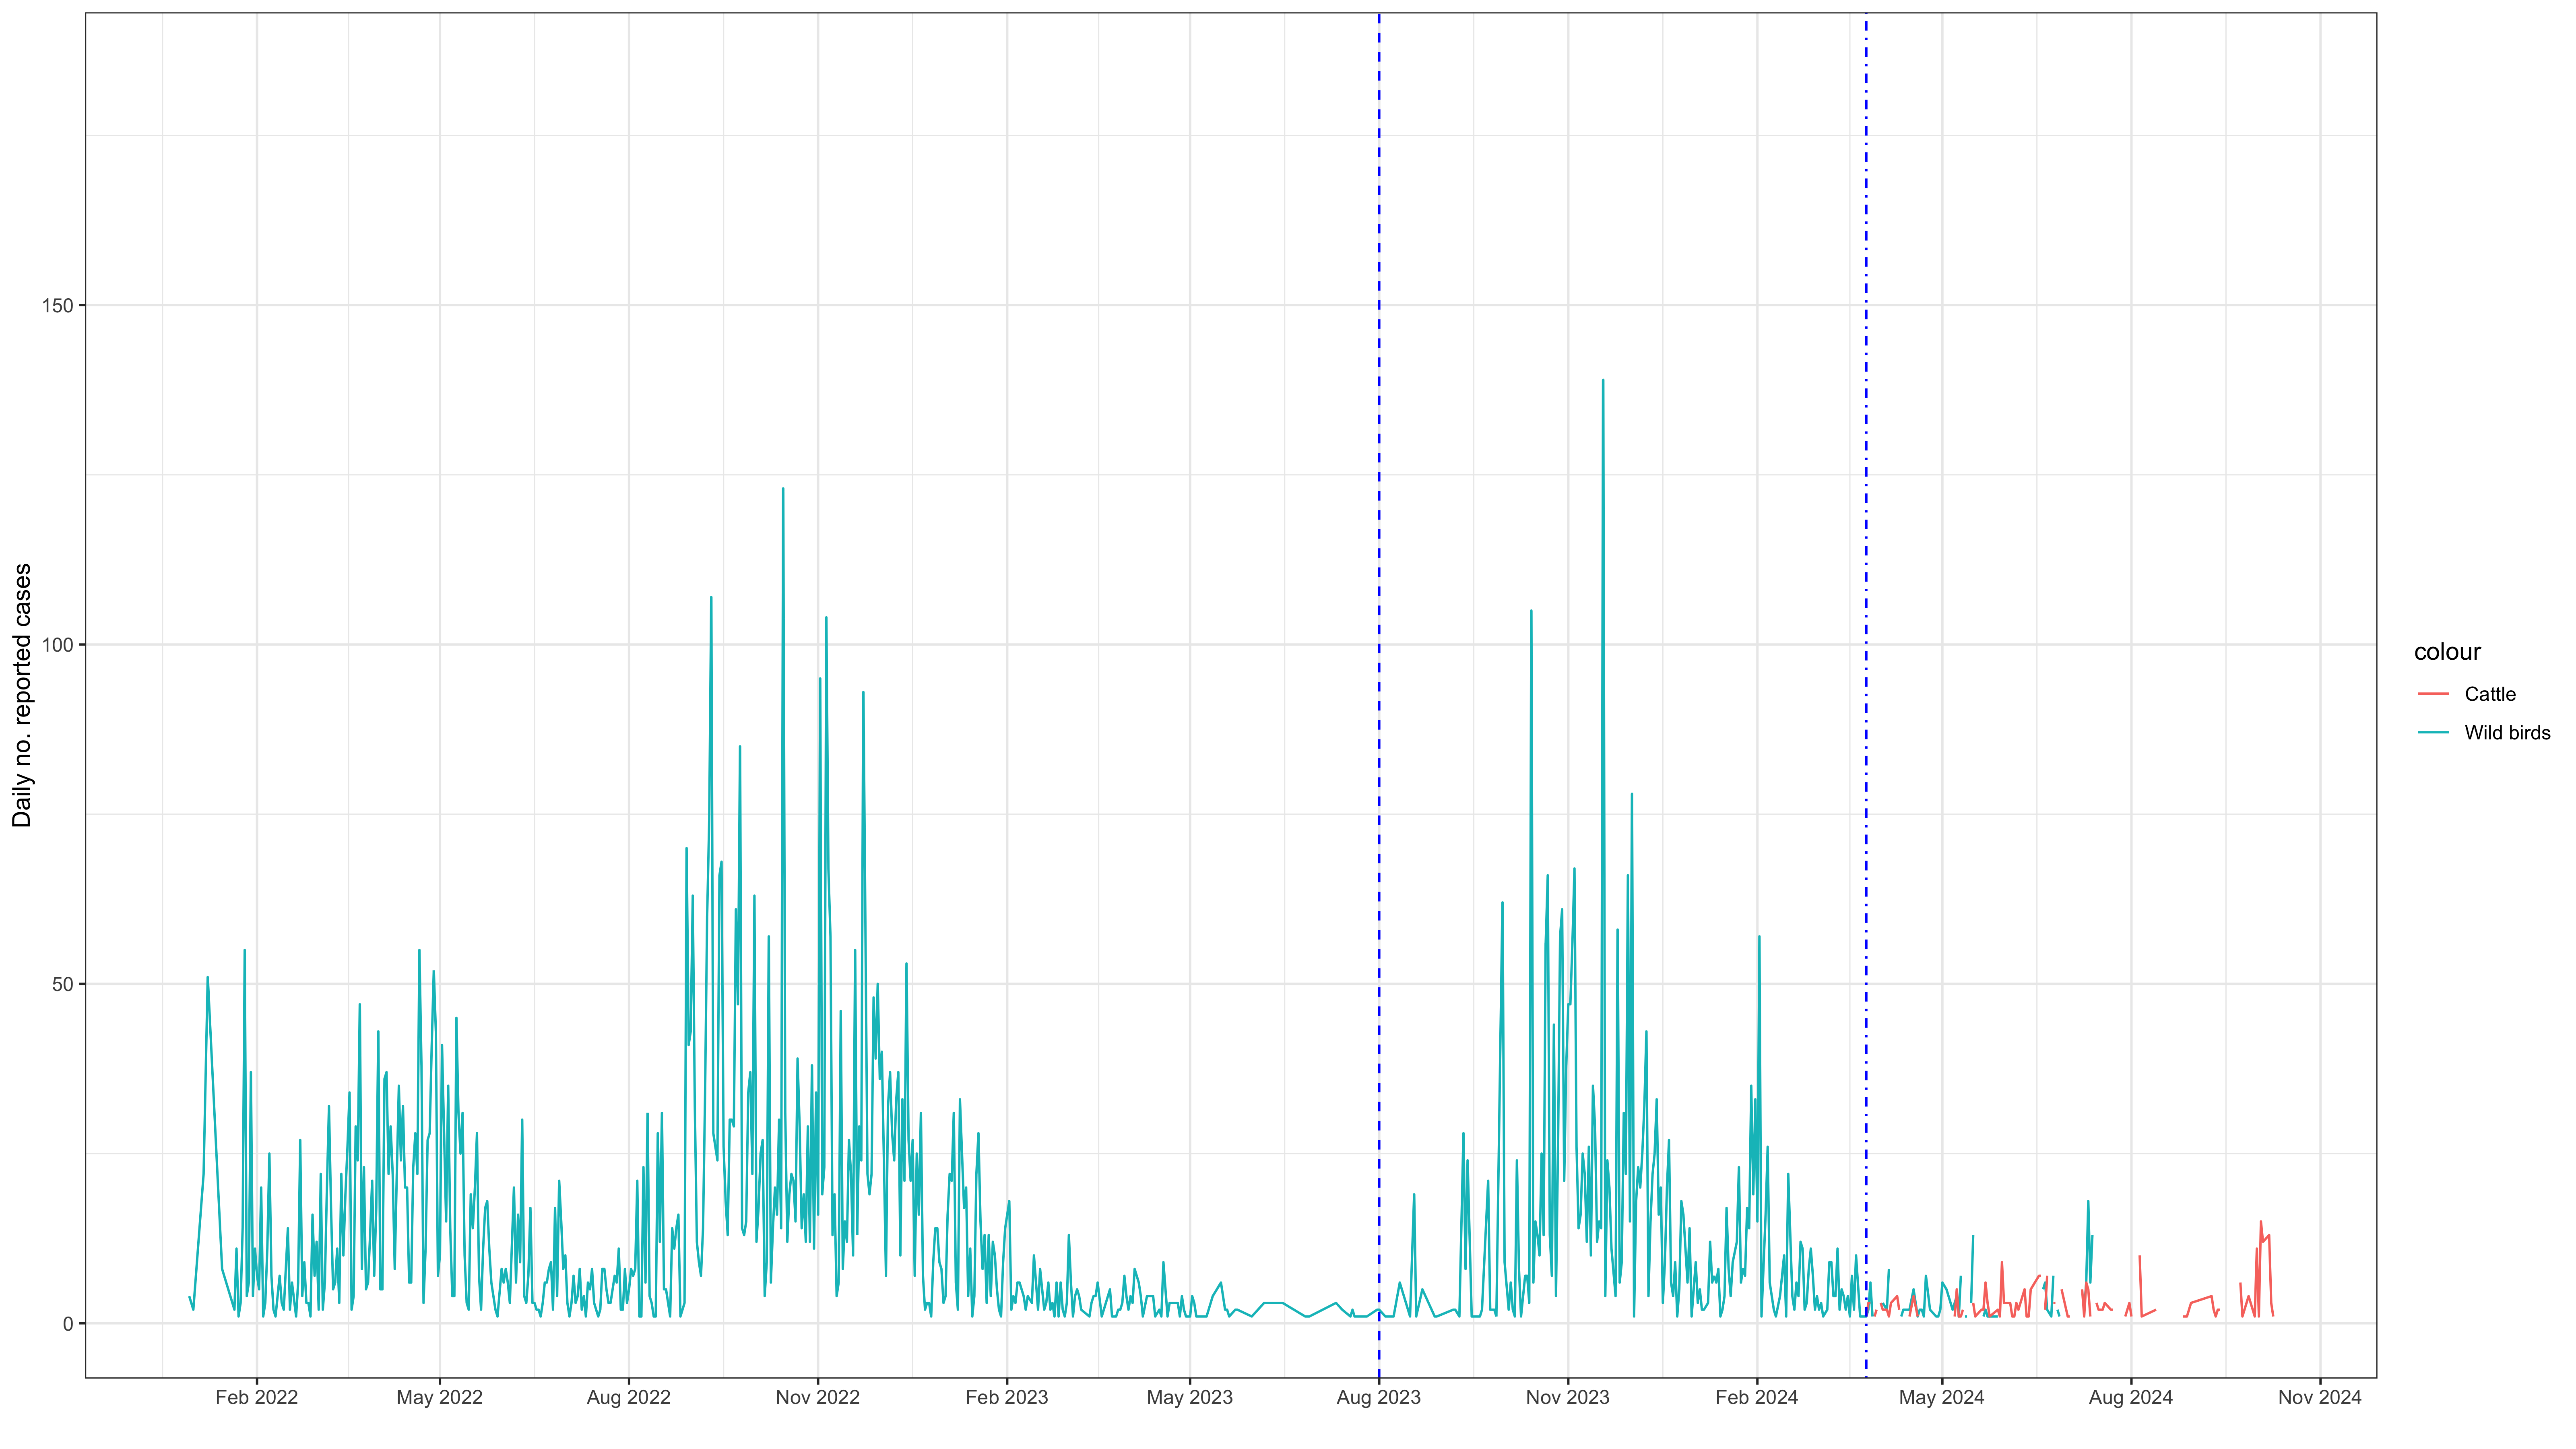 Daily no. reported cases
150
100
50
0
Feb 2022
May 2022
Aug 2022
Nov 2022
Feb 2023
May 2023
Aug 2023
Nov 2023
Feb 2024
May 2024
Aug 2024
Nov 2024
colour
Cattle
Wild birds